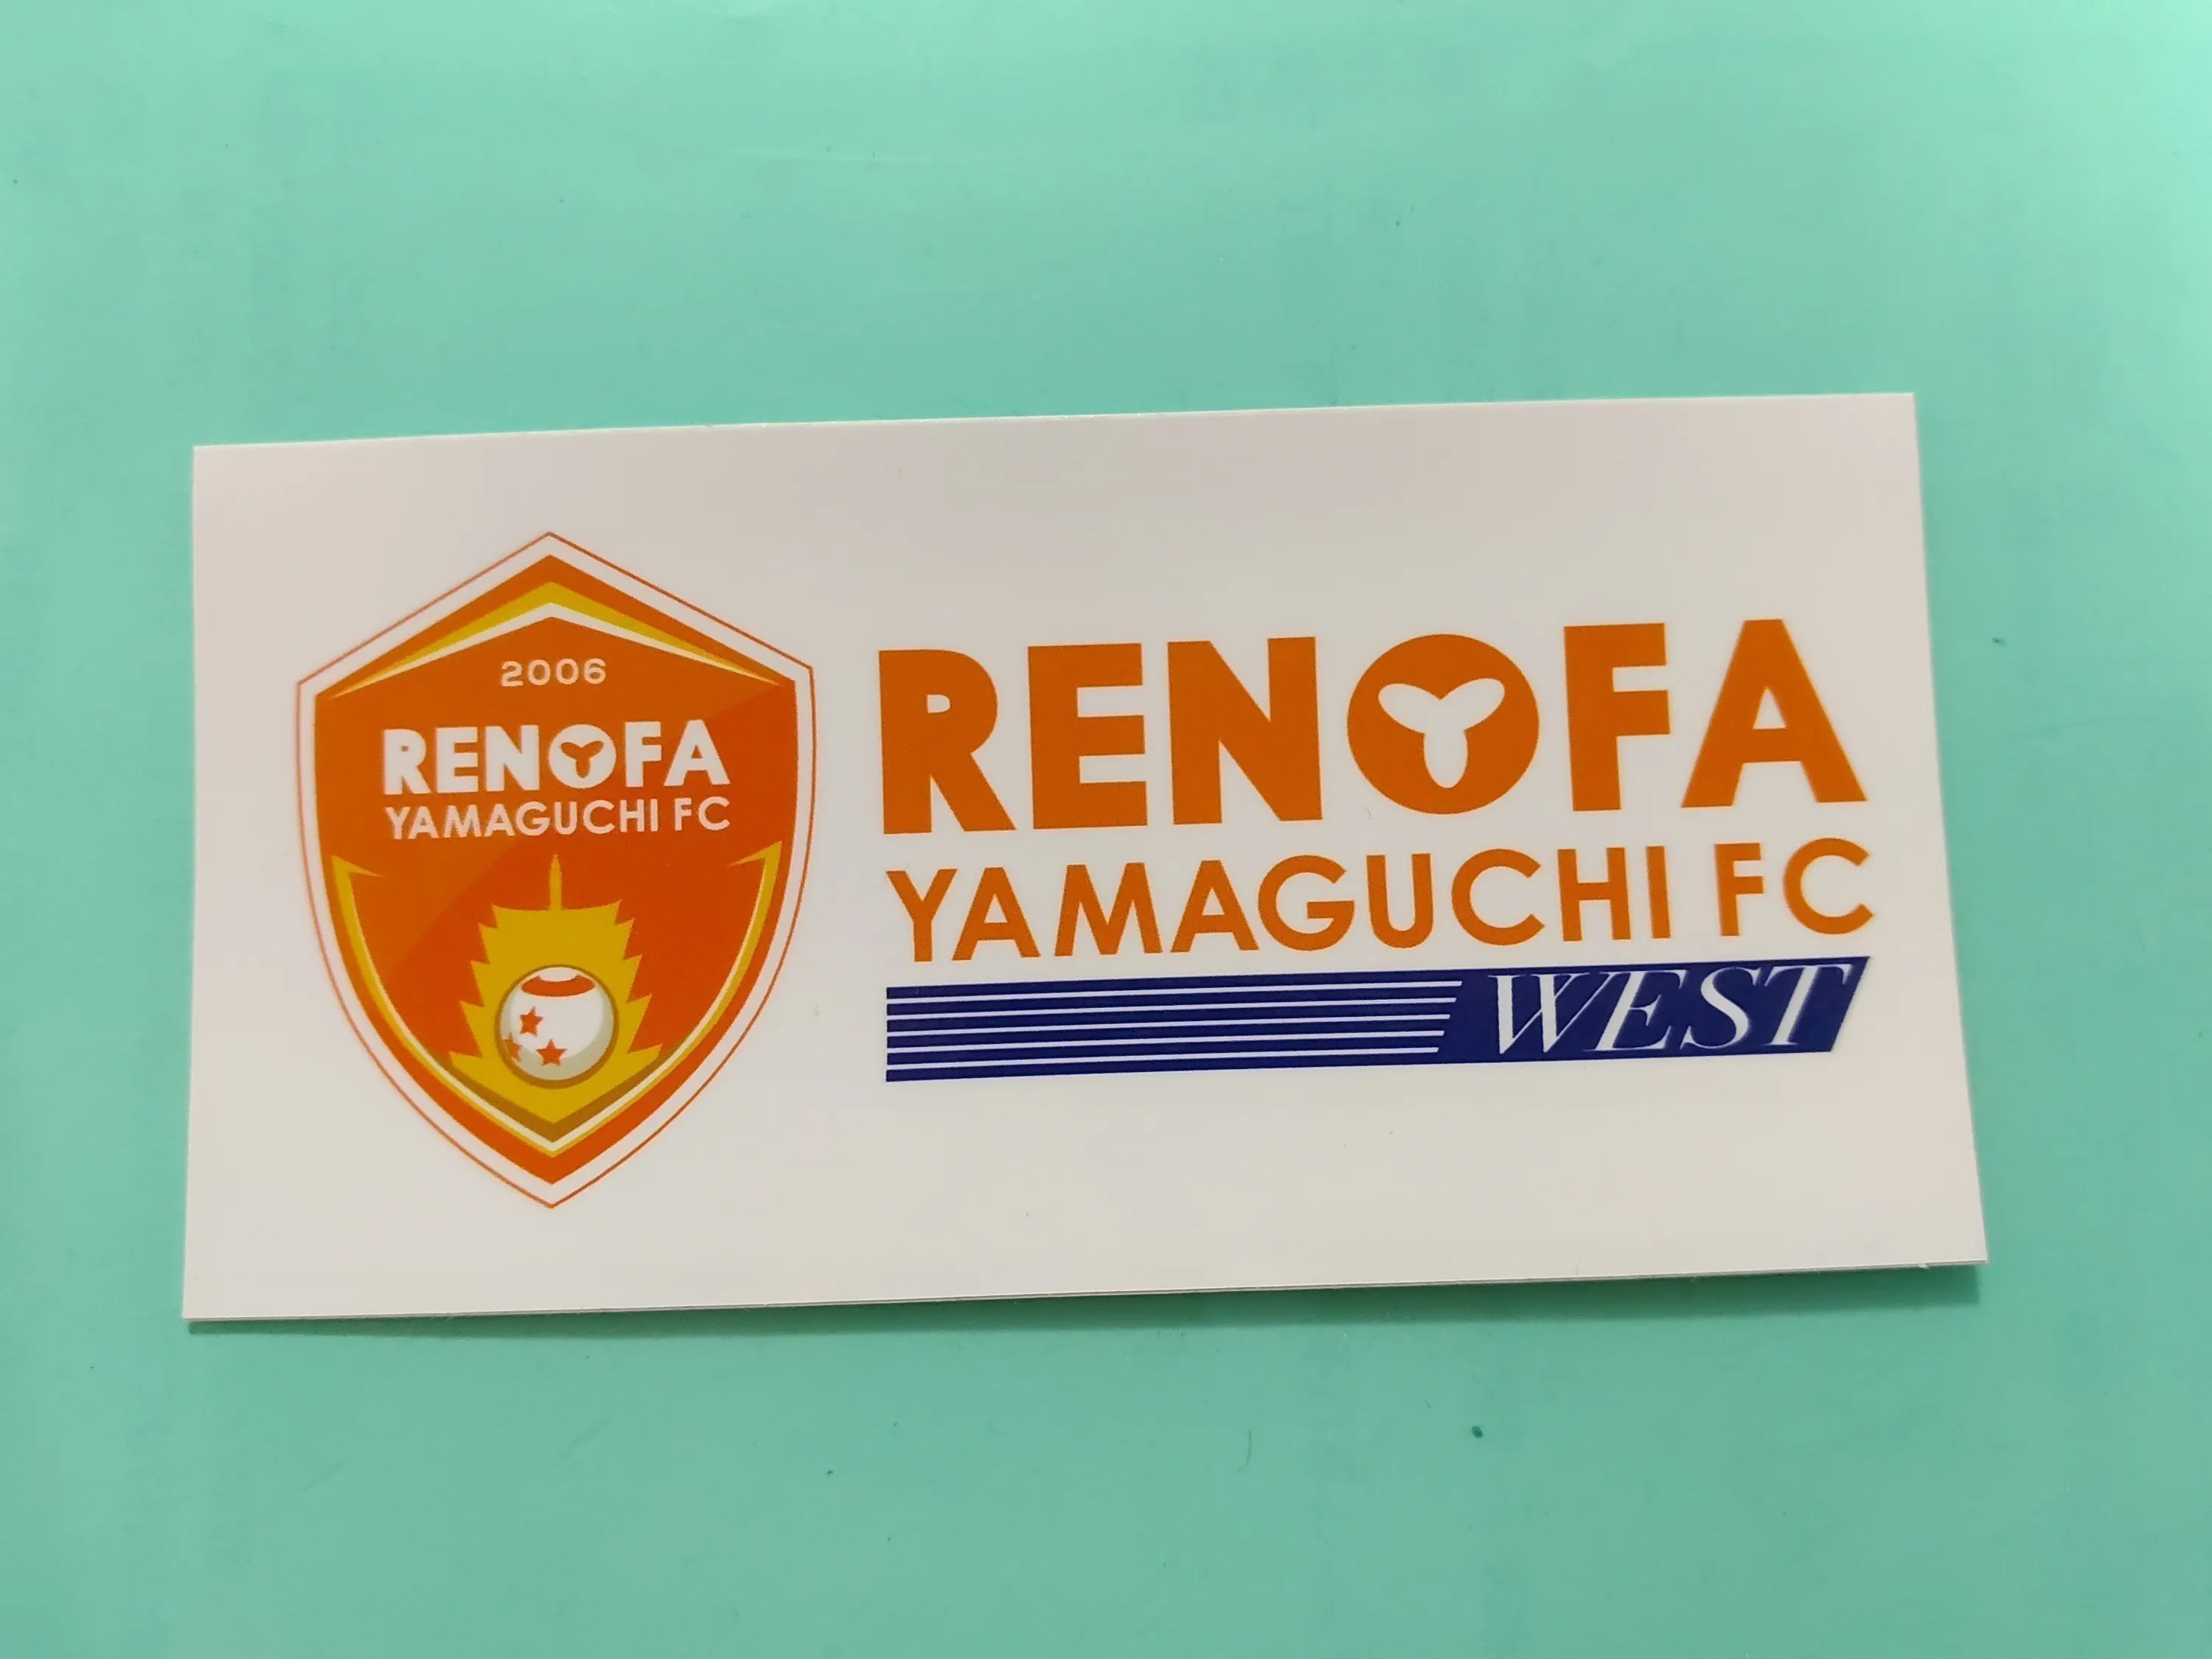 2006
RENOFA
YAMAGUCHI FC
RENOFA
YAMAGUCHI FC
WEST